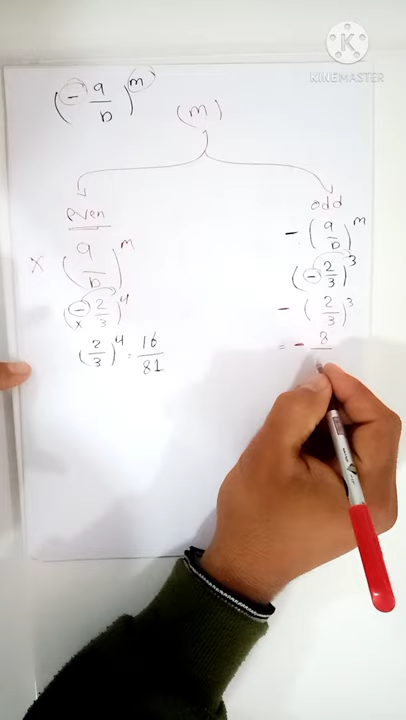 (- a/b)^m
(m)
even
(a/b)^m
x
(- 2/3)^4
x
(2/3)^4 = 16/81
odd
- (a/b)^m
(- 2/3)^3
- (2/3)^3
= - 8/
K
KINEMASTER